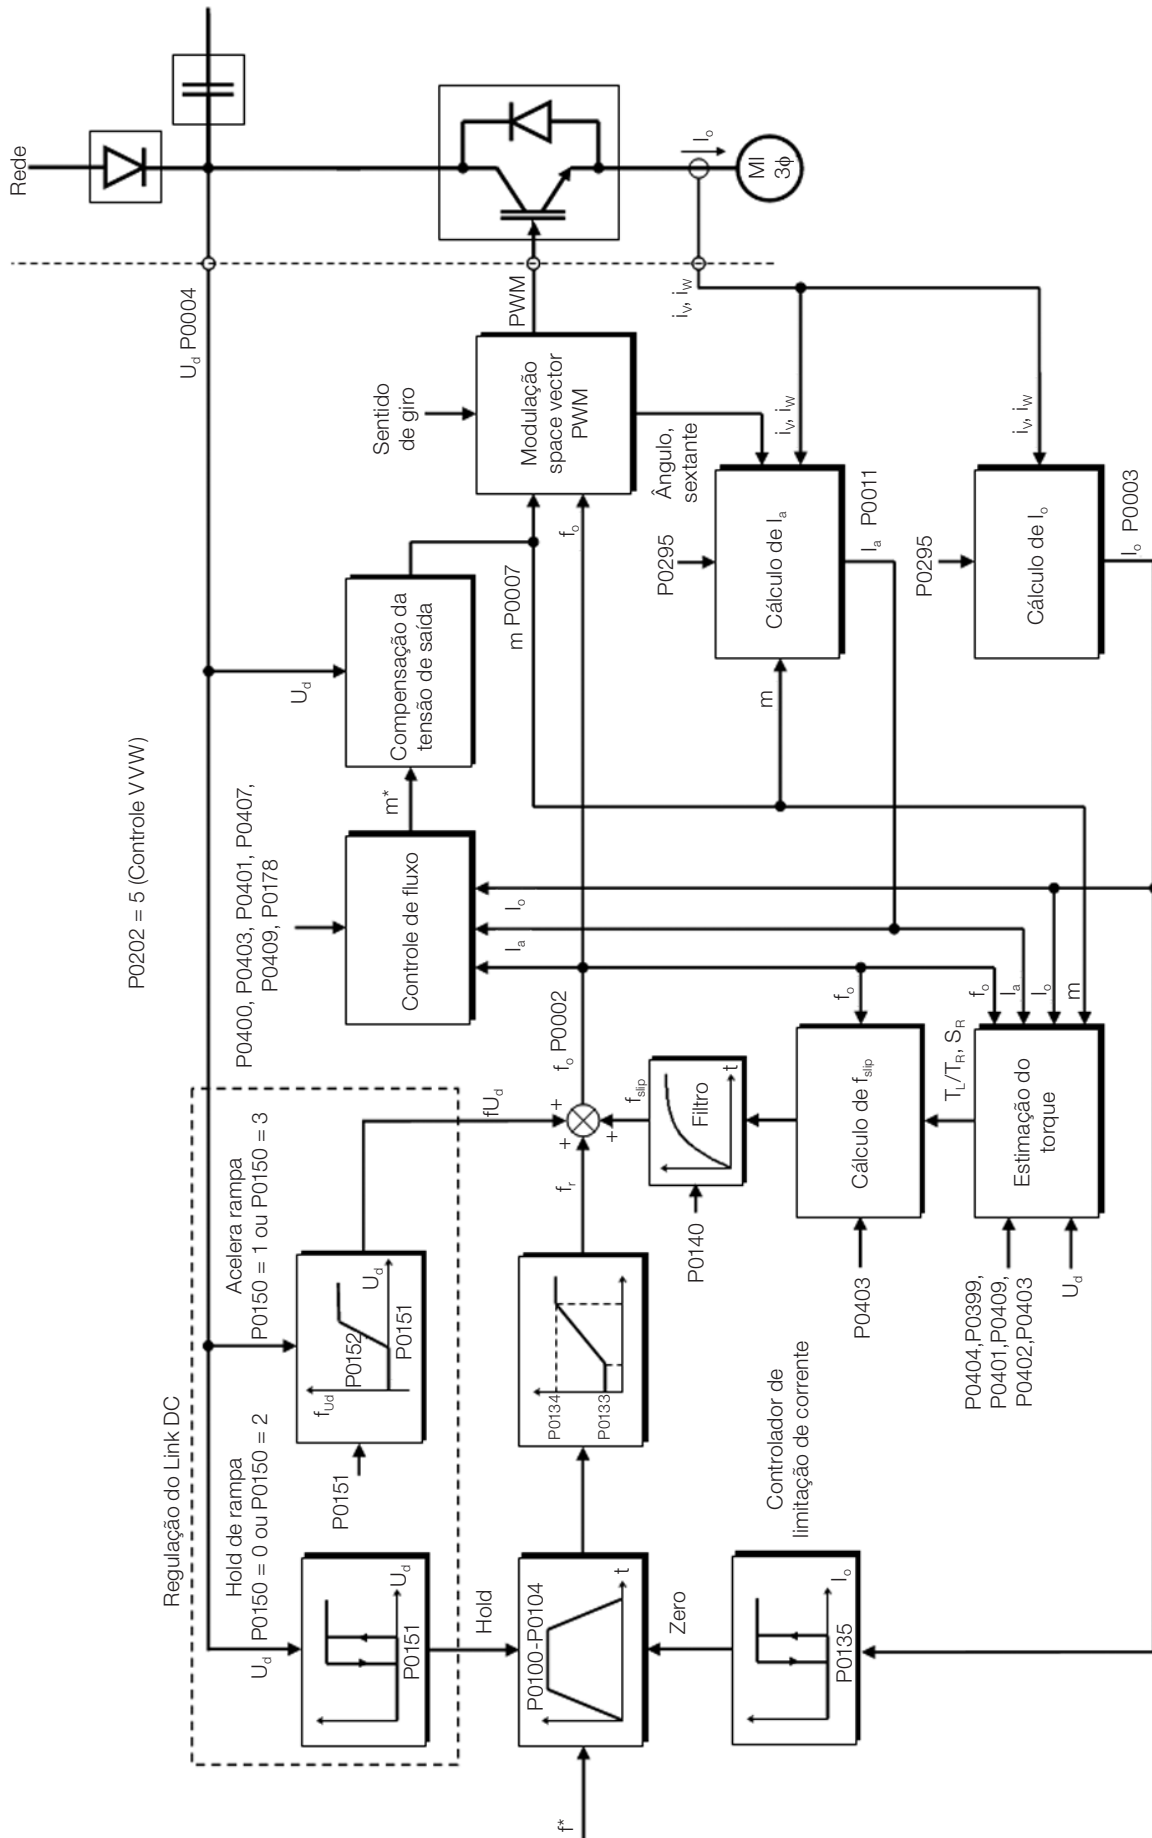 Rede
P0202 = 5 (Controle VVW)
Regulação do Link DC
Hold de rampa
P0150 = 0 ou P0150 = 2
U_d
Acelera rampa
P0150 = 1 ou P0150 = 3
U_d P0004
P0151
U_d
Hold
P0151
f_Ud
P0152
U_d
P0151
fU_d
P0400, P0403, P0401, P0407,
P0409, P0178
Controle de fluxo
m*
U_d
Compensação da
tensão de saída
Sentido
de giro
Modulação
space vector
PWM
PWM
I_o
MI
3ϕ
f*
P0100-P0104
t
P0134
P0133
f_r
+
+
+
f_o P0002
I_a
I_o
m P0007
f_o
i_v, i_w
Zero
Controlador de
limitação de corrente
P0135
I_o
P0140
Filtro
t
f_slip
P0403
Cálculo de f_slip
f_o
T_L/T_R, S_R
P0404,P0399,
P0401,P0409,
P0402,P0403
U_d
Estimação do
torque
f_o
I_a
I_o
m
m
P0295
Ângulo,
sextante
i_v, i_w
Cálculo de I_a
I_a P0011
P0295
i_v, i_w
Cálculo de I_o
I_o P0003